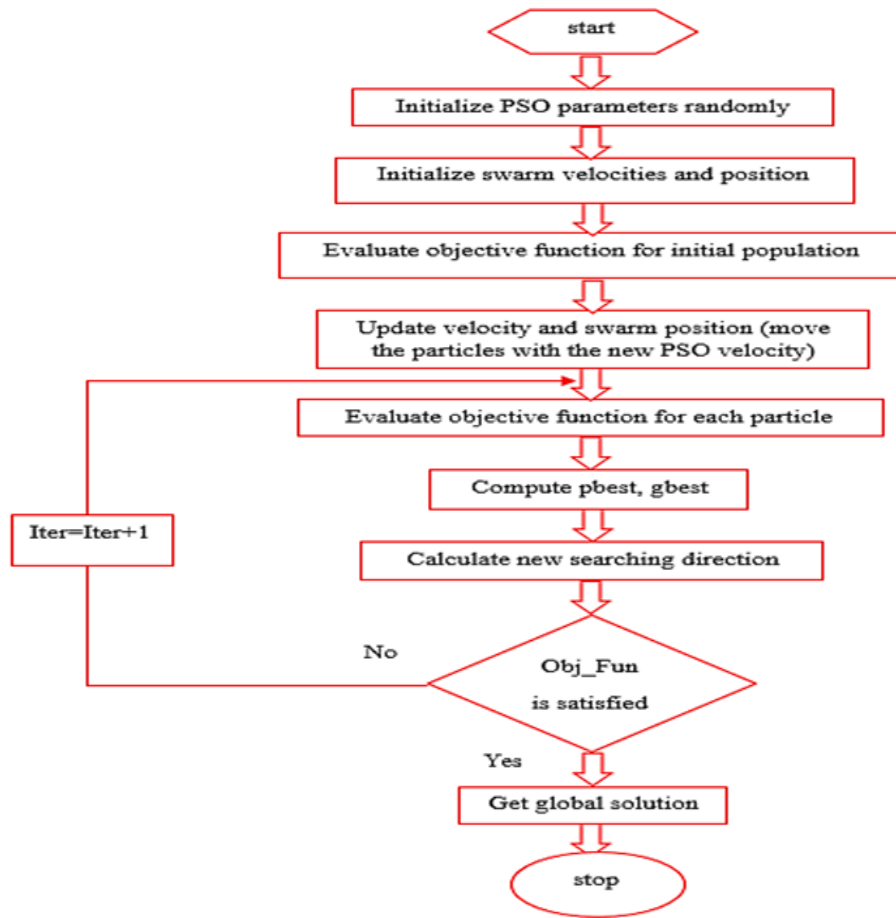 start
Initialize PSO parameters randomly
Initialize swarm velocities and position
Evaluate objective function for initial population
Update velocity and swarm position (move
the particles with the new PSO velocity)
Evaluate objective function for each particle
Compute pbest, gbest
Iter=Iter+1
Calculate new searching direction
No
Obj_Fun
is satisfied
Yes
Get global solution
stop